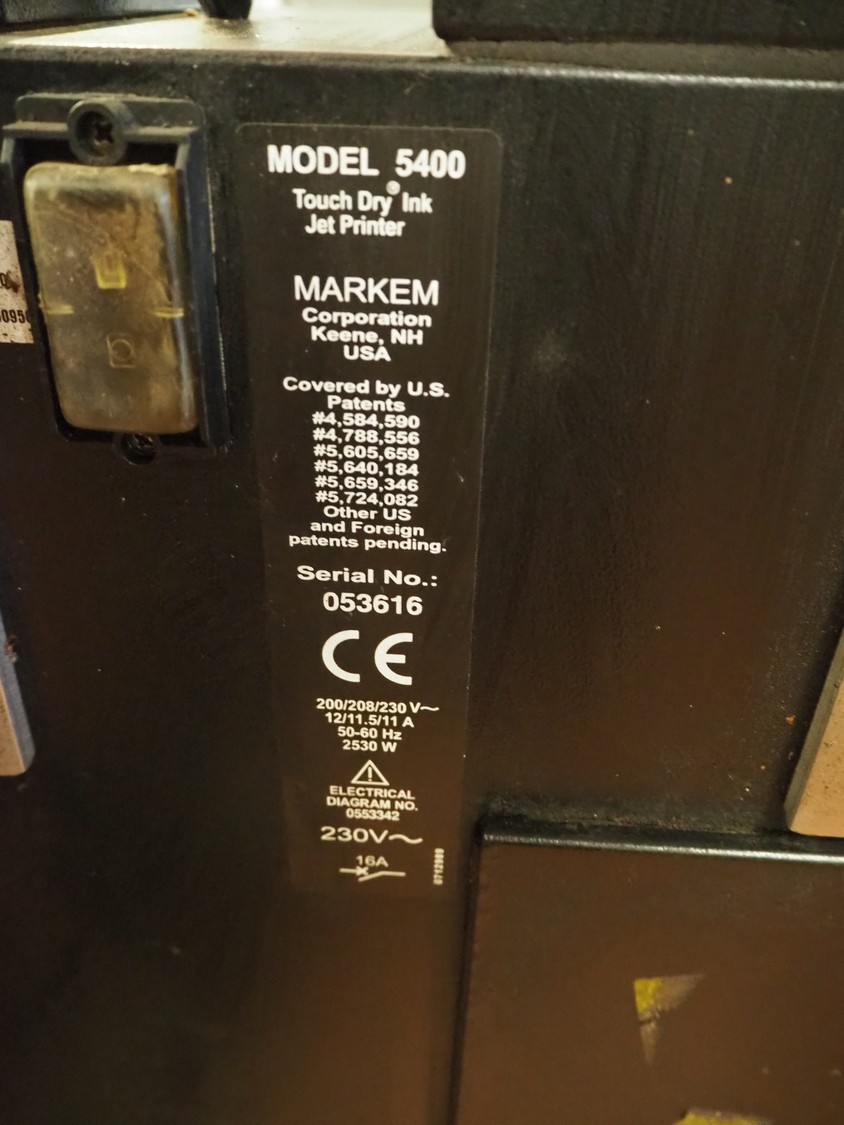 MODEL 5400
Touch Dry® Ink
Jet Printer
MARKEM
Corporation
Keene, NH
USA
Covered by U.S.
Patents
#4,584,590
#4,788,556
#5,605,659
#5,640,184
#5,659,346
#5,724,082
Other US
and Foreign
patents pending.
Serial No.:
053616
CE
200/208/230 V~
12/11.5/11 A
50-60 Hz
2530 W
ELECTRICAL
DIAGRAM NO.
0553342
230V~
16A